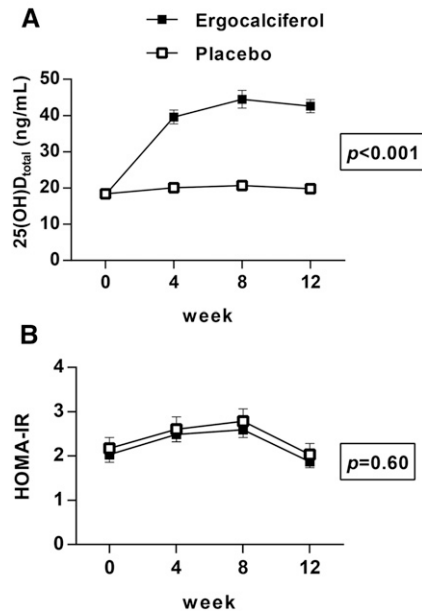 A
Ergocalciferol
Placebo
25(OH)D_total (ng/mL)
50
40
30
20
10
0
0 4 8 12
week
p<0.001
B
HOMA-IR
4
3
2
1
0
0 4 8 12
week
p=0.60